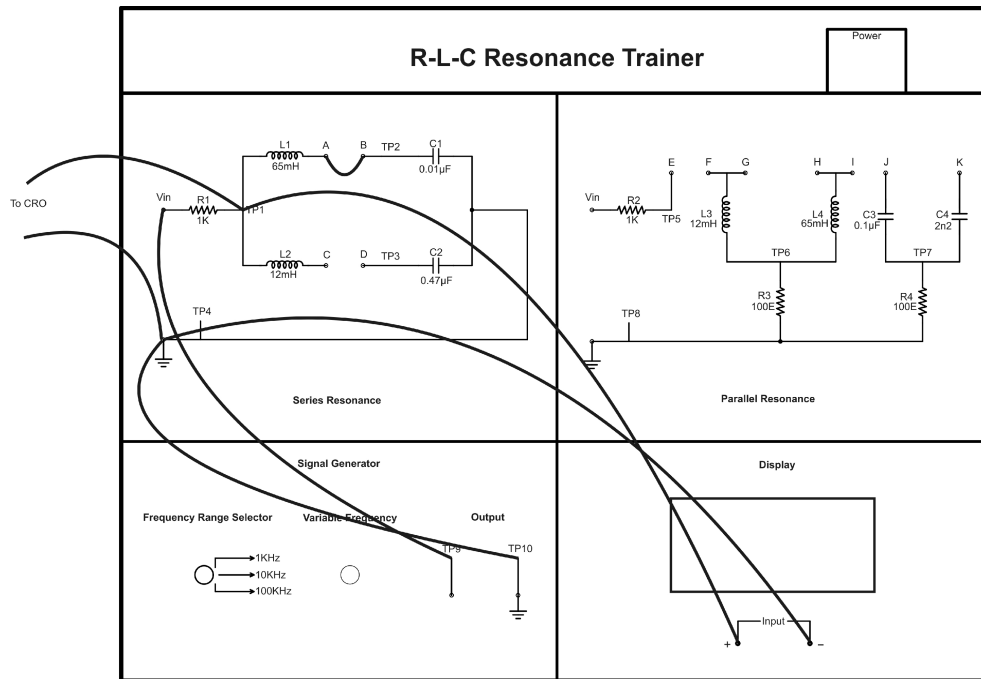 Power
R-L-C Resonance Trainer
L1
65mH
A
B
TP2
C1
0.01µF
To CRO
Vin
R1
1K
TP1
L2
12mH
C
D
TP3
C2
0.47µF
TP4
Series Resonance
E
F
G
H
I
J
K
Vin
R2
1K
TP5
L3
12mH
L4
65mH
C3
0.1µF
C4
2n2
TP6
TP7
R3
100E
R4
100E
TP8
Parallel Resonance
Signal Generator
Frequency Range Selector
Variable Frequency
Output
1KHz
10KHz
100KHz
TP9
TP10
Display
Input
+
−